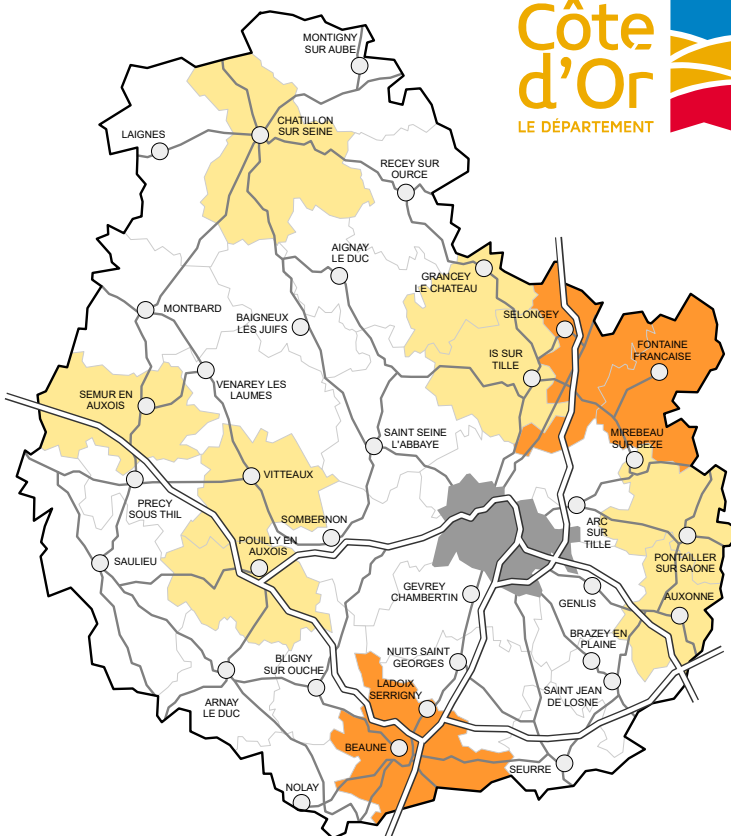 Côte
d'Or
LE DÉPARTEMENT
MONTIGNY
SUR AUBE
CHATILLON
SUR SEINE
LAIGNES
RECEY SUR
OURCE
AIGNAY
LE DUC
GRANCEY
LE CHATEAU
MONTBARD
BAIGNEUX
LES JUIFS
SELONGEY
FONTAINE
FRANCAISE
IS SUR
TILLE
SEMUR EN
AUXOIS
VENAREY LES
LAUMES
SAINT SEINE
L'ABBAYE
MIREBEAU
SUR BEZE
VITTEAUX
PRECY
SOUS THIL
SOMBERNON
ARC
SUR
TILLE
POUILLY EN
AUXOIS
SAULIEU
PONTAILLER
SUR SAONE
GEVREY
CHAMBERTIN
GENLIS
AUXONNE
BRAZEY EN
PLAINE
BLIGNY
SUR OUCHE
NUITS SAINT
GEORGES
ARNAY
LE DUC
LADOIX
SERRIGNY
SAINT JEAN
DE LOSNE
BEAUNE
SEURRE
NOLAY